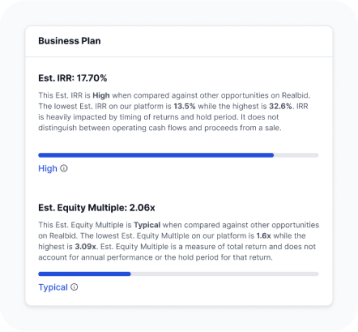 Business Plan
Est. IRR: 17.70%
This Est. IRR is High when compared against other opportunities on Realbid.
The lowest Est. IRR on our platform is 13.5% while the highest is 32.6%. IRR
is heavily impacted by timing of returns and hold period. It does not
distinguish between operating cash flows and proceeds from a sale.
High
Est. Equity Multiple: 2.06x
This Est. Equity Multiple is Typical when compared against other opportunities
on Realbid. The lowest Est. Equity Multiple on our platform is 1.6x while the
highest is 3.09x. Est. Equity Multiple is a measure of total return and does not
account for annual performance or the hold period for that return.
Typical